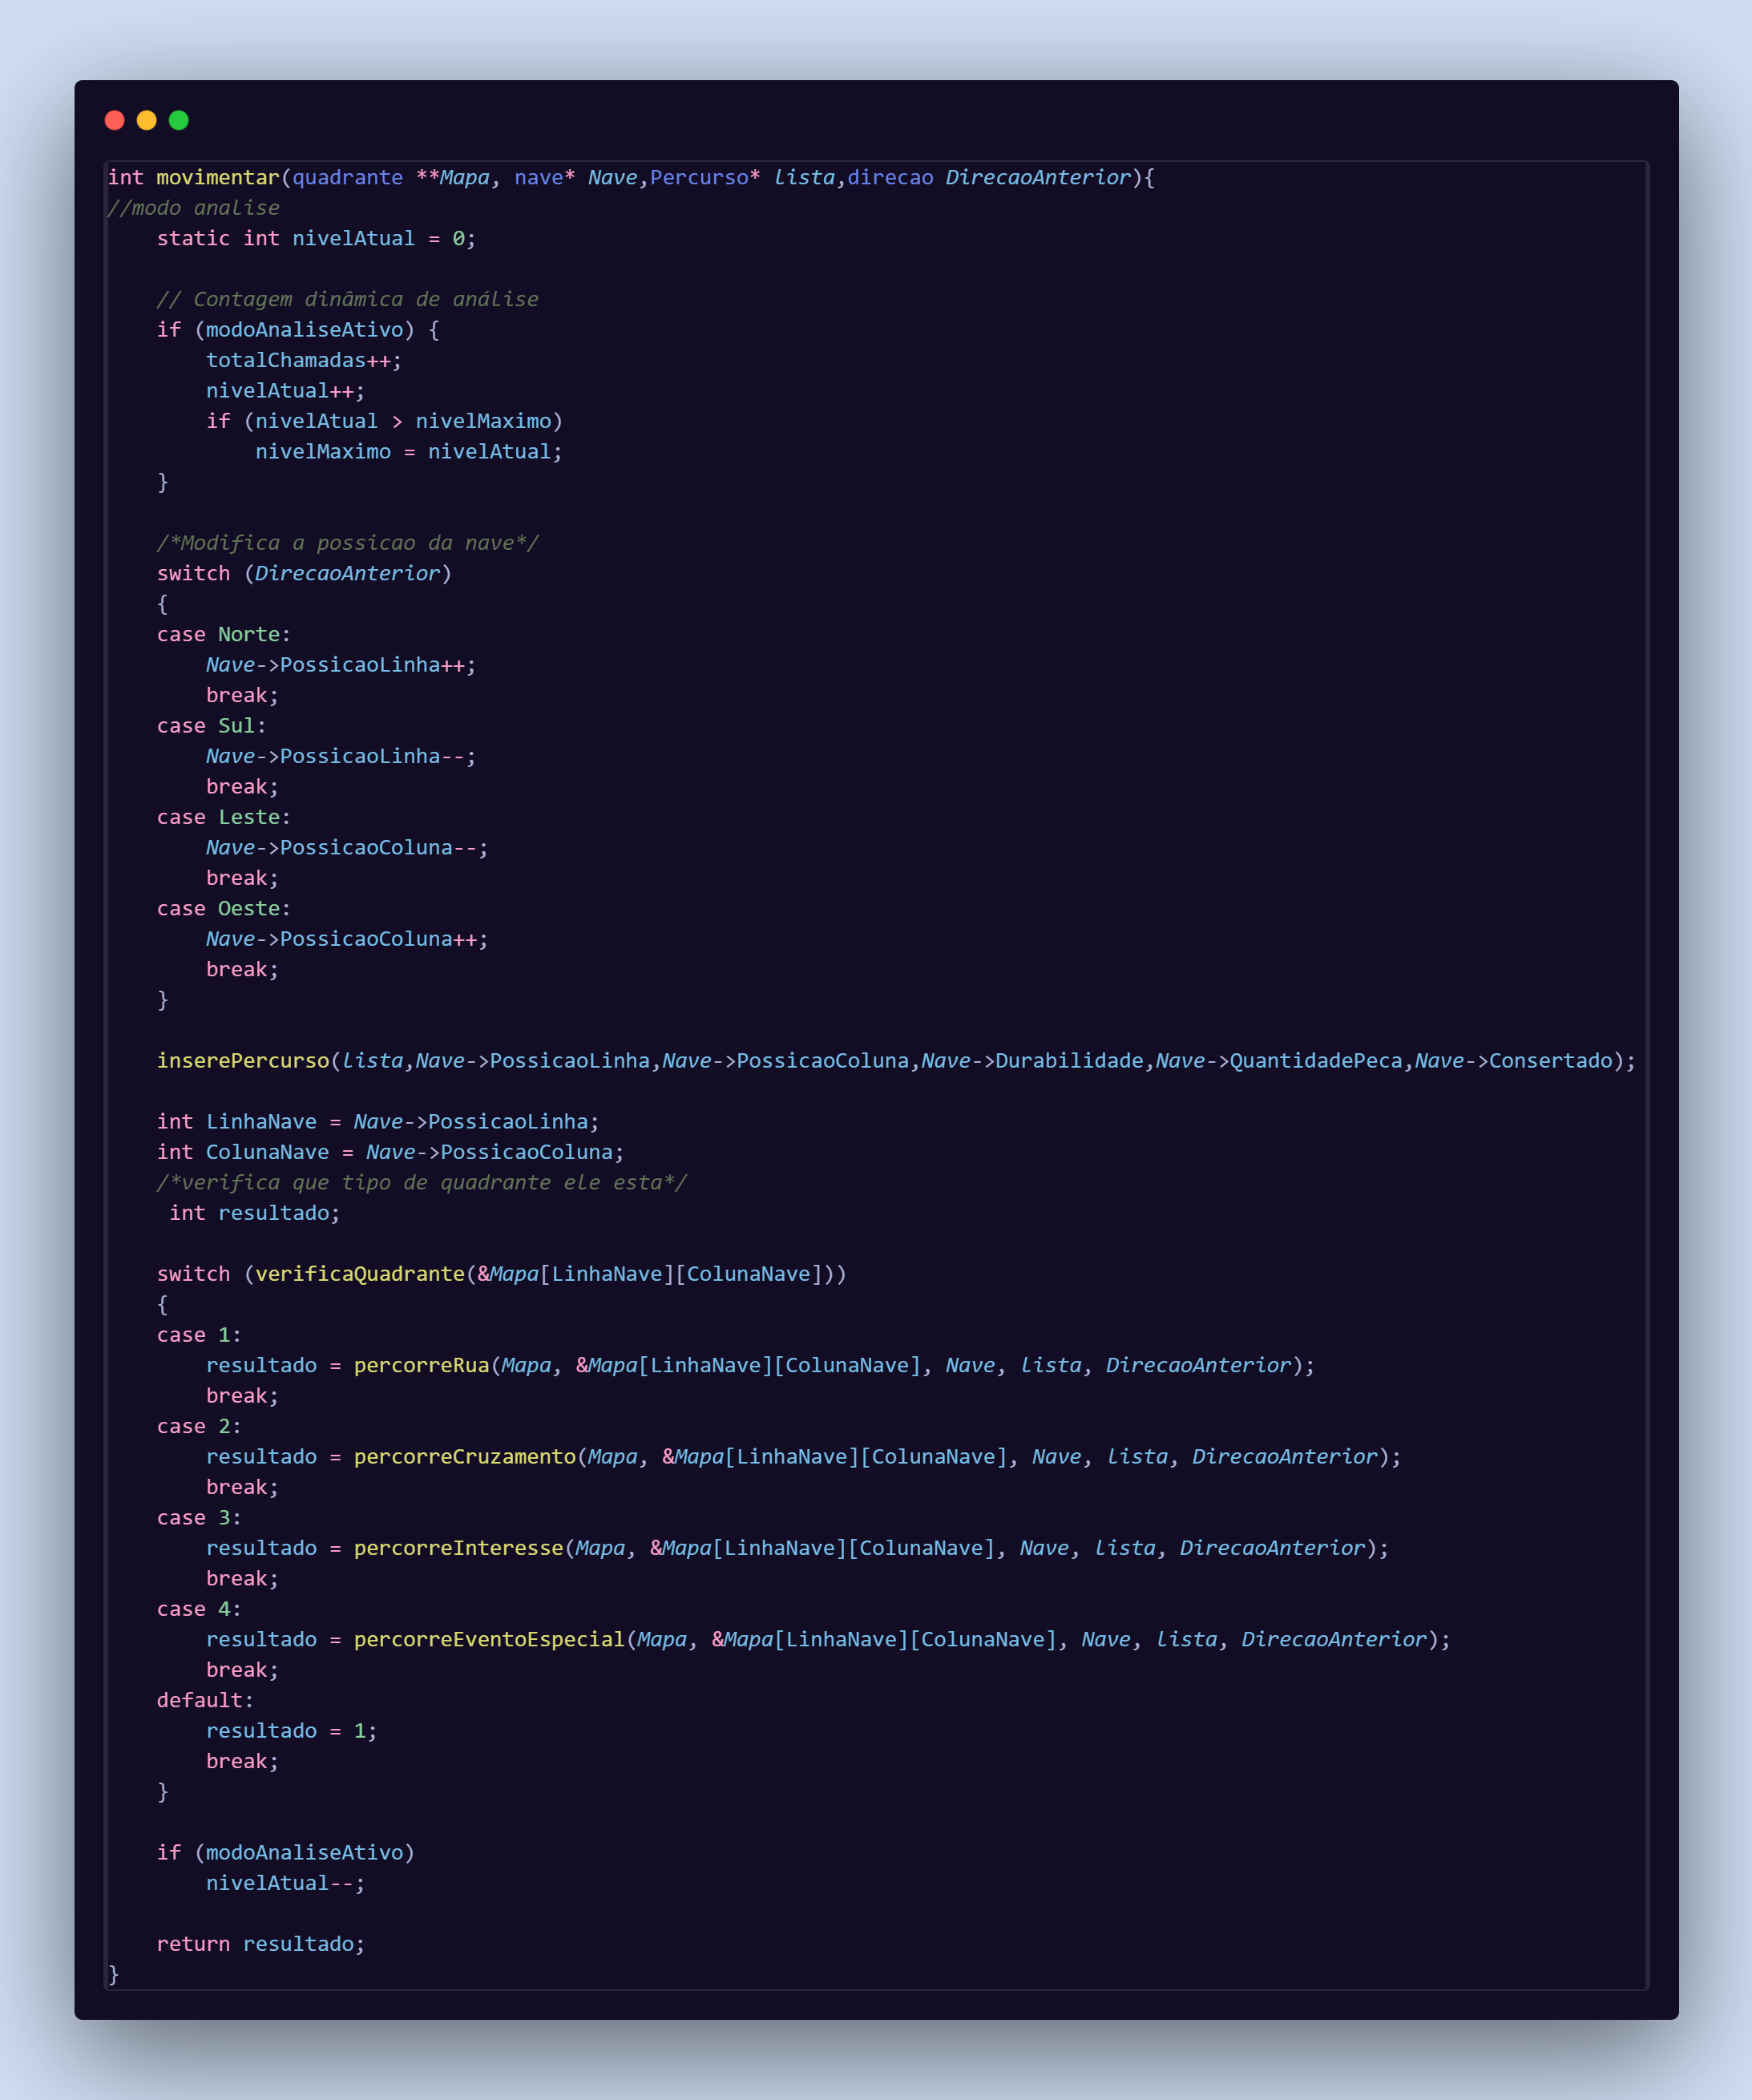 int movimentar(quadrante **Mapa, nave* Nave,Percurso* lista,direcao DirecaoAnterior){
//modo analise
    static int nivelAtual = 0;

    // Contagem dinâmica de análise
    if (modoAnaliseAtivo) {
        totalChamadas++;
        nivelAtual++;
        if (nivelAtual > nivelMaximo)
            nivelMaximo = nivelAtual;
    }

    /*Modifica a possicao da nave*/
    switch (DirecaoAnterior)
    {
    case Norte:
        Nave->PossicaoLinha++;
        break;
    case Sul:
        Nave->PossicaoLinha--;
        break;
    case Leste:
        Nave->PossicaoColuna--;
        break;
    case Oeste:
        Nave->PossicaoColuna++;
        break;
    }

    inserePercurso(lista,Nave->PossicaoLinha,Nave->PossicaoColuna,Nave->Durabilidade,Nave->QuantidadePeca,Nave->Consertado);

    int LinhaNave = Nave->PossicaoLinha;
    int ColunaNave = Nave->PossicaoColuna;
    /*verifica que tipo de quadrante ele esta*/
     int resultado;

    switch (verificaQuadrante(&Mapa[LinhaNave][ColunaNave]))
    {
    case 1:
        resultado = percorreRua(Mapa, &Mapa[LinhaNave][ColunaNave], Nave, lista, DirecaoAnterior);
        break;
    case 2:
        resultado = percorreCruzamento(Mapa, &Mapa[LinhaNave][ColunaNave], Nave, lista, DirecaoAnterior);
        break;
    case 3:
        resultado = percorreInteresse(Mapa, &Mapa[LinhaNave][ColunaNave], Nave, lista, DirecaoAnterior);
        break;
    case 4:
        resultado = percorreEventoEspecial(Mapa, &Mapa[LinhaNave][ColunaNave], Nave, lista, DirecaoAnterior);
        break;
    default:
        resultado = 1;
        break;
    }

    if (modoAnaliseAtivo)
        nivelAtual--;

    return resultado;
}